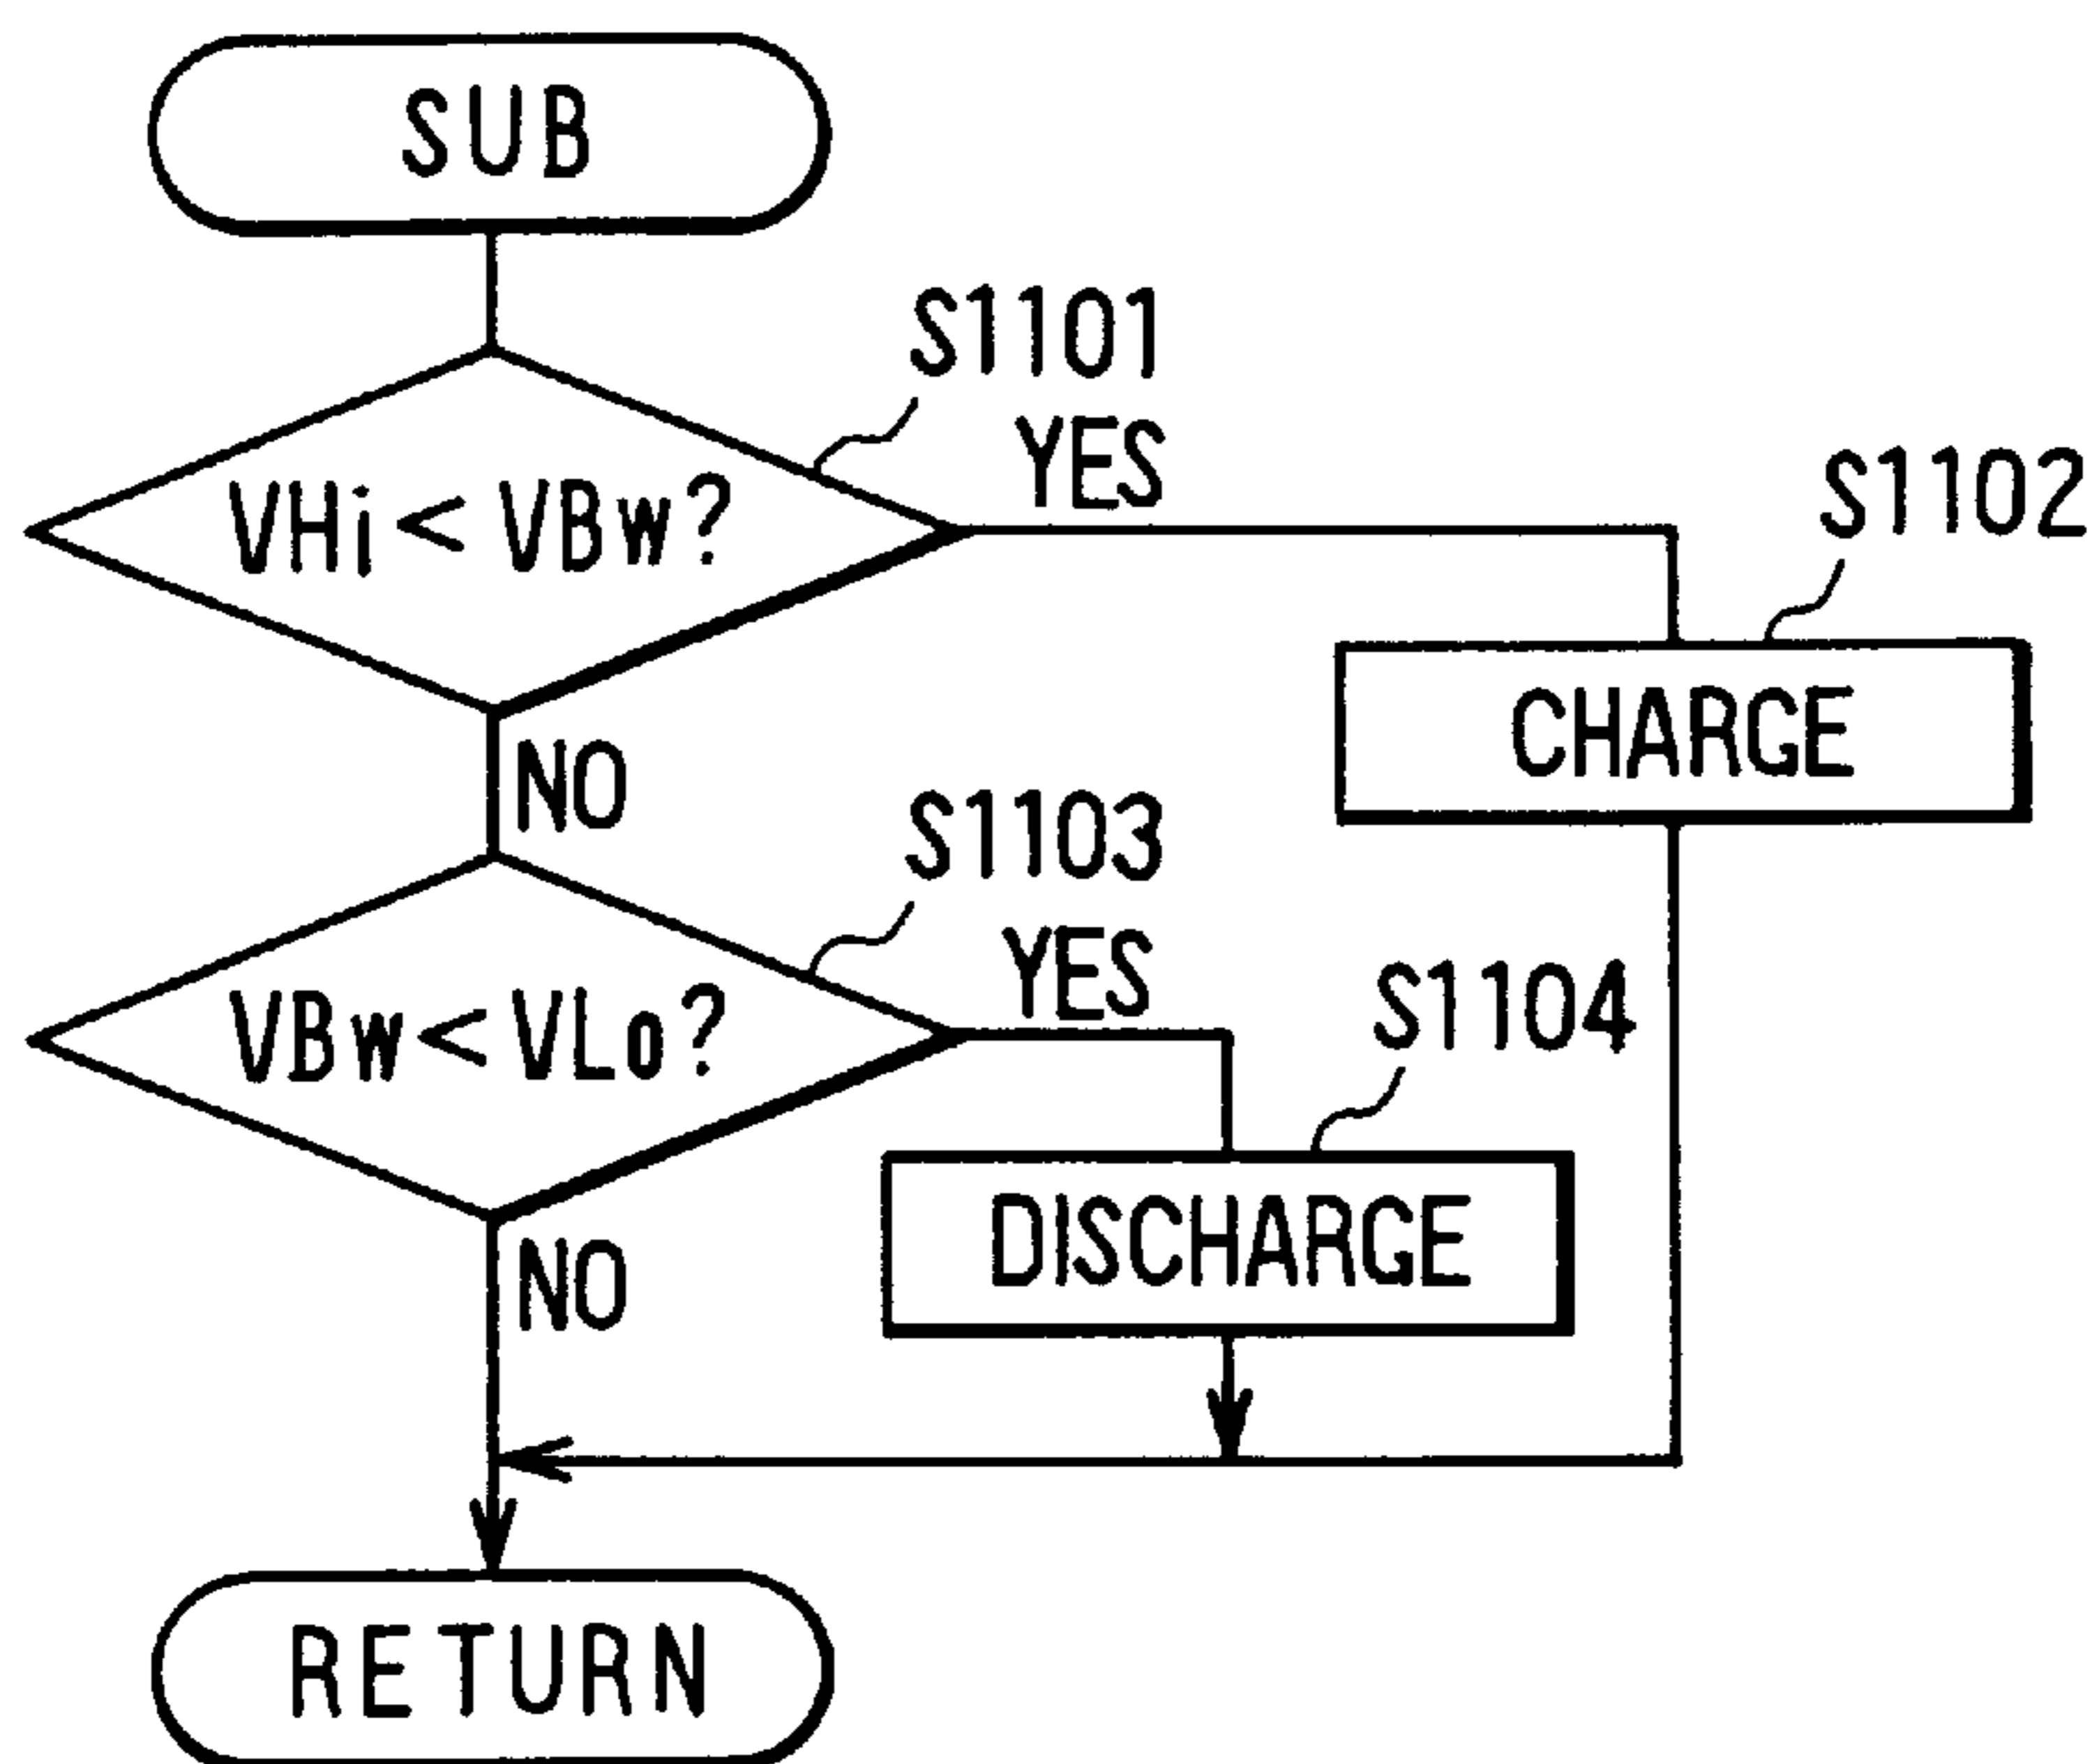 SUB
S1101
YES
VHi < VBw?
S1102
CHARGE
NO
S1103
YES
VBw < VLo?
S1104
DISCHARGE
NO
RETURN